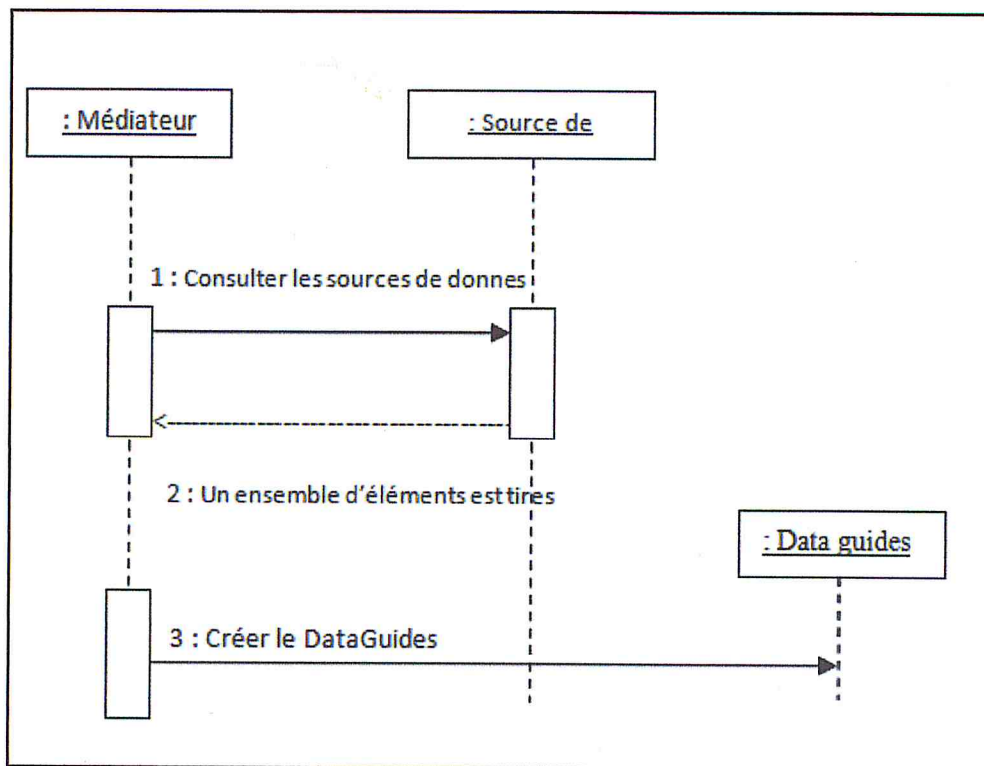 : Médiateur
: Source de
1 : Consulter les sources de donnes
2 : Un ensemble d'éléments est tires
: Data guides
3 : Créer le DataGuides